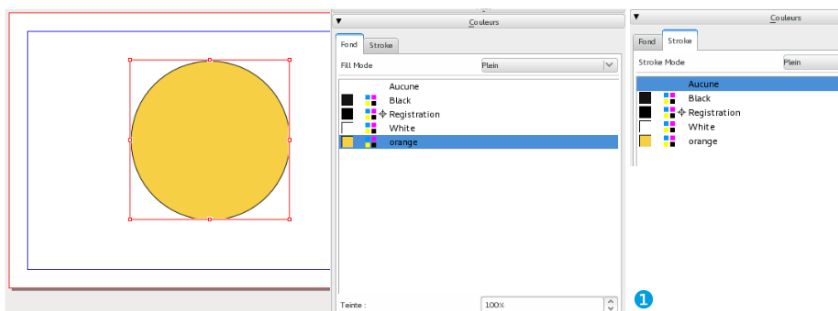 Couleurs
Fond Stroke
Fill Mode Plein
Aucune
Black
Registration
White
orange
Teinte : 100%
Couleurs
Fond Stroke
Stroke Mode Plein
Aucune
Black
Registration
White
orange
1